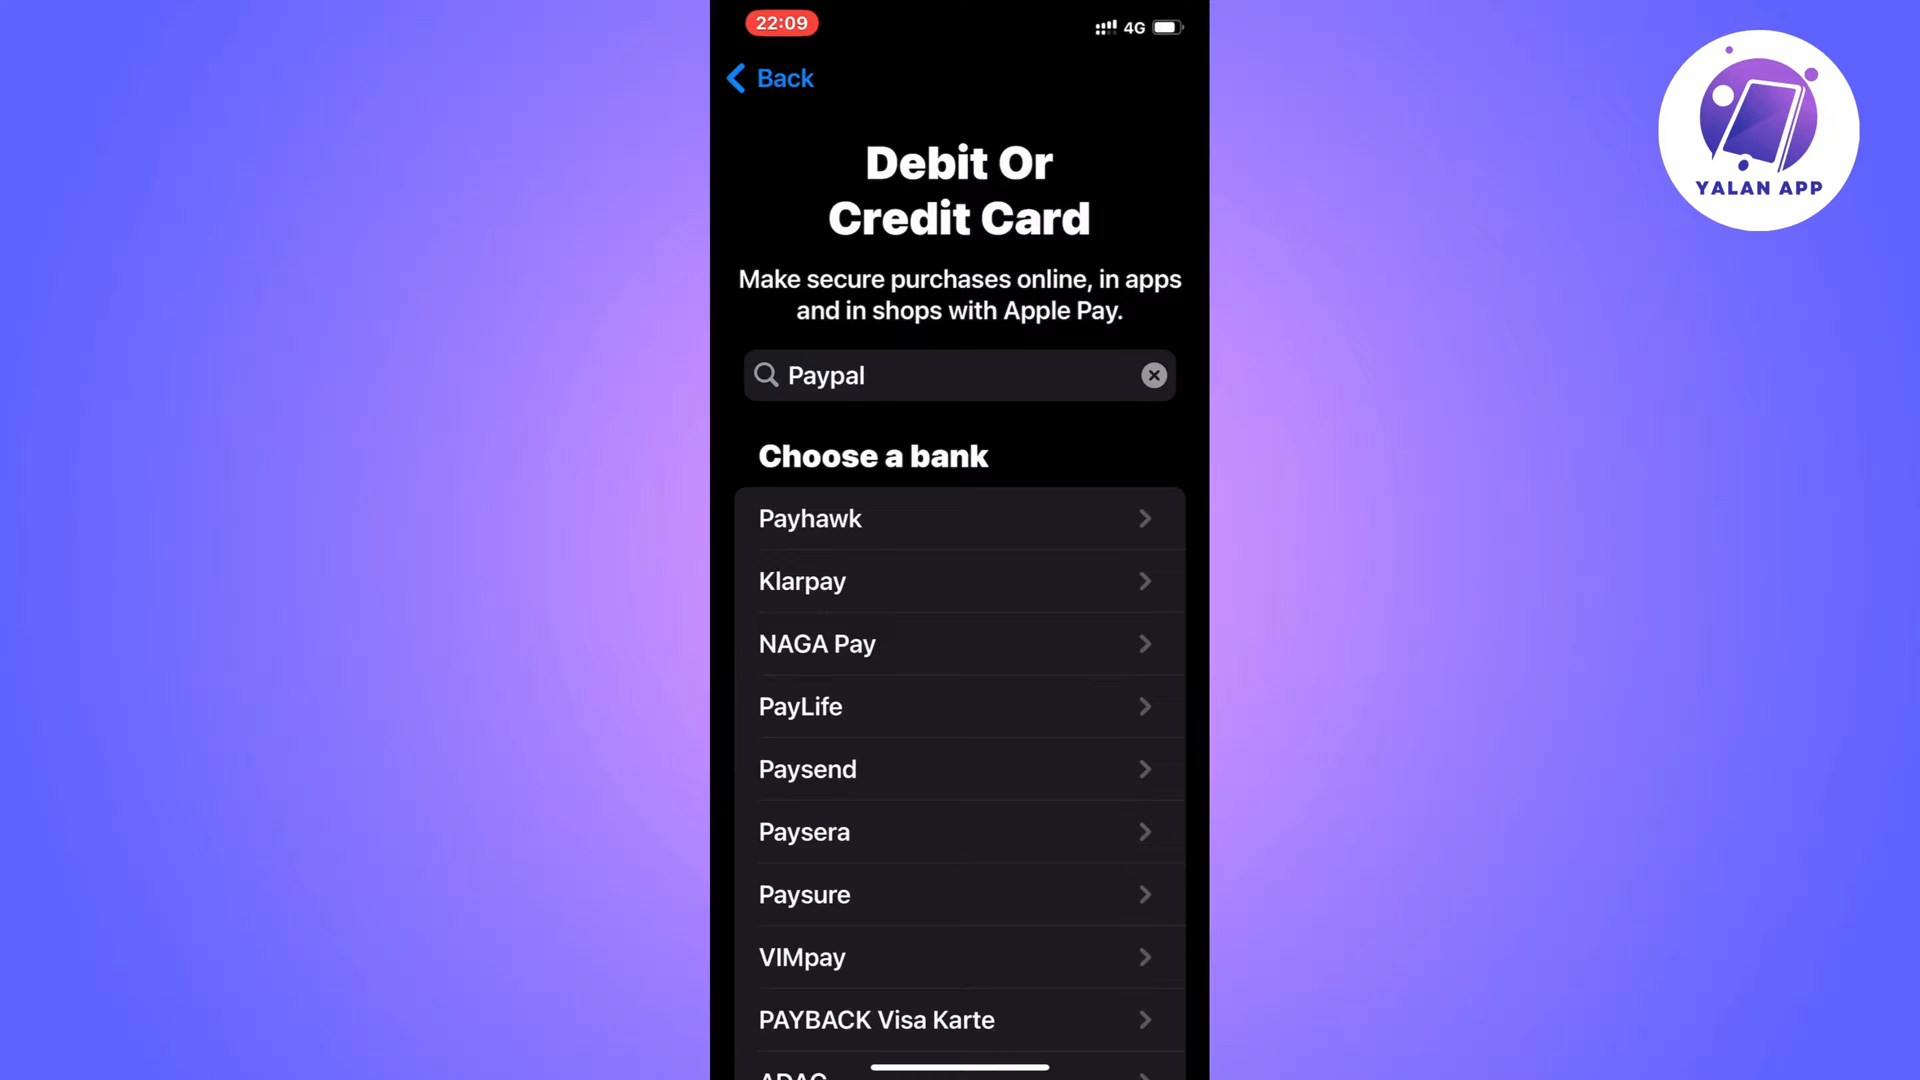 22:09
4G
Back
YALAN APP
Debit Or
Credit Card
Make secure purchases online, in apps
and in shops with Apple Pay.
Paypal
Choose a bank
Payhawk
Klarpay
NAGA Pay
PayLife
Paysend
Paysera
Paysure
VIMpay
PAYBACK Visa Karte
ADAC